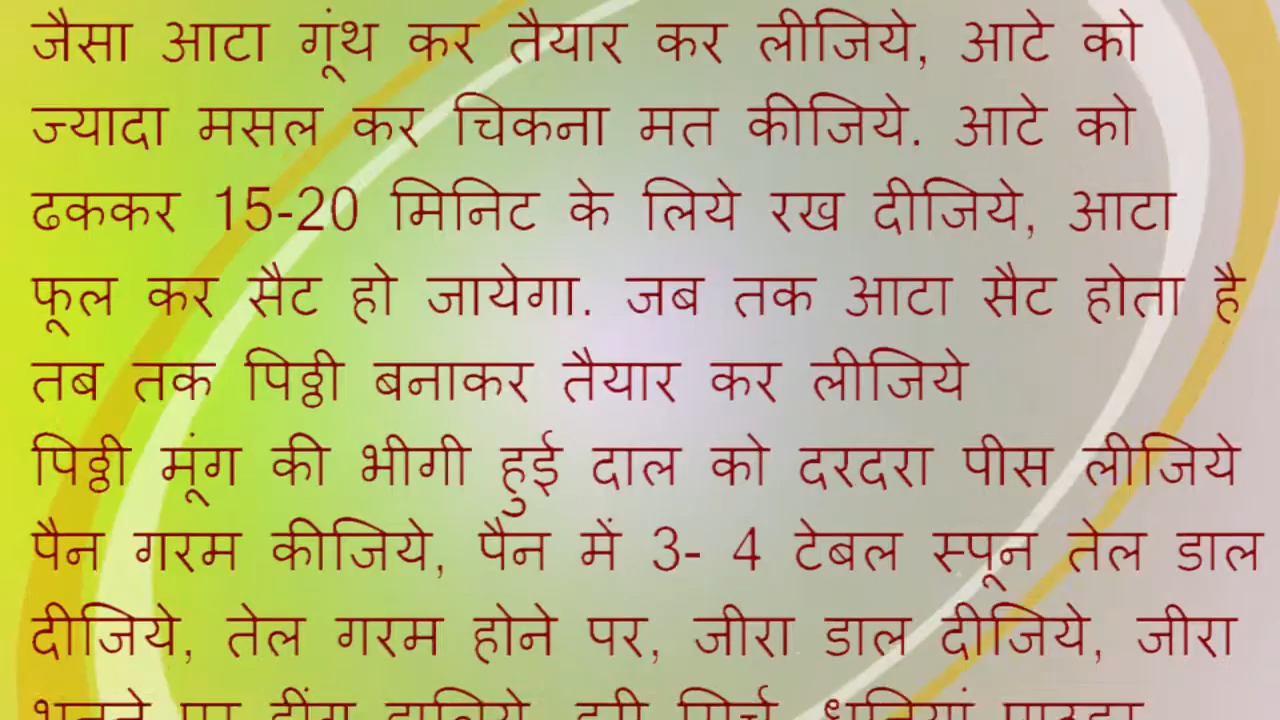 जैसा आटा गूंथ कर तैयार कर लीजिये, आटे को
ज्यादा मसल कर चिकना मत कीजिये. आटे को
ढककर 15-20 मिनिट के लिये रख दीजिये, आटा
फूल कर सैट हो जायेगा. जब तक आटा सैट होता है
तब तक पिठ्ठी बनाकर तैयार कर लीजिये
पिठ्ठी मूंग की भीगी हुई दाल को दरदरा पीस लीजिये
पैन गरम कीजिये, पैन में 3- 4 टेबल स्पून तेल डाल
दीजिये, तेल गरम होने पर, जीरा डाल दीजिये, जीरा